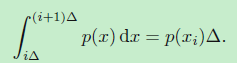 ∫_{iΔ}^{(i+1)Δ} p(x) dx = p(x_i)Δ.